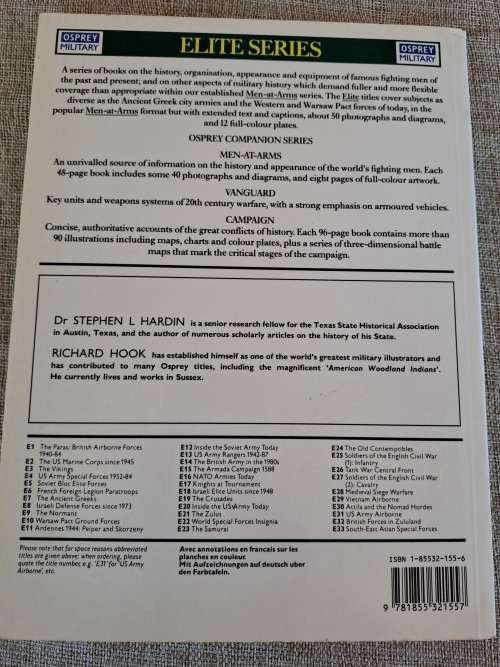 OSPREY
MILITARY
ELITE SERIES
OSPREY
MILITARY
A series of books on the history, organisation, appearance and equipment of famous fighting men of
the past and present; and on other aspects of military history which demand fuller and more flexible
coverage than appropriate within our established Men-at-Arms series. The Elite titles cover subjects as
diverse as the Ancient Greek city armies and the Western and Warsaw Pact forces of today, in the
popular Men-at-Arms format but with extended text and captions, about 50 photographs and diagrams,
and 12 full-colour plates.
OSPREY COMPANION SERIES
MEN-AT-ARMS
An unrivalled source of information on the history and appearance of the world's fighting men. Each
48-page book includes some 40 photographs and diagrams, and eight pages of full-colour artwork.
VANGUARD
Key units and weapons systems of 20th century warfare, with a strong emphasis on armoured vehicles.
CAMPAIGN
Concise, authoritative accounts of the great conflicts of history. Each 96-page book contains more than
90 illustrations including maps, charts and colour plates, plus a series of three-dimensional battle
maps that mark the critical stages of the campaign.
Dr STEPHEN L HARDIN is a senior research fellow for the Texas State Historical Association
in Austin, Texas, and the author of numerous scholarly articles on the history of his State.
RICHARD HOOK has established himself as one of the world's greatest military illustrators and
has contributed to many Osprey titles, including the magnificent 'American Woodland Indians'.
He currently lives and works in Sussex.
E1 The Paras: British Airborne Forces
1940-84
E2 The US Marine Corps since 1945
E3 The Vikings
E4 US Army Special Forces 1952-84
E5 Soviet Bloc Elite Forces
E6 French Foreign Legion Paratroops
E7 The Ancient Greeks
E8 Israeli Defense Forces since 1973
E9 The Normans
E10 Warsaw Pact Ground Forces
E11 Ardennes 1944: Peiper and Skorzeny
E12 Inside the Soviet Army Today
E13 US Army Rangers 1942-87
E14 The British Army in the 1980s
E15 The Armada Campaign 1588
E16 NATO Armies Today
E17 Knights at Tournament
E18 Israeli Elite Units since 1948
E19 The Crusades
E20 Inside the US Army Today
E21 The Zulus
E22 World Special Forces Insignia
E23 The Samurai
E24 The Old Contemptibles
E25 Soldiers of the English Civil War
(1): Infantry
E26 Tank War Central Front
E27 Soldiers of the English Civil War
(2): Cavalry
E28 Medieval Siege Warfare
E29 Vietnam Airborne
E30 Attila and the Nomad Hordes
E31 US Army Airborne
E32 British Forces in Zululand
E33 South-East Asian Special Forces
Please note that for space reasons abbreviated
titles are given above; when ordering, please
quote the title number, e.g. 'E31' for 'US Army
Airborne', etc.
Avec annotations en francais sur les
planches en couleur.
Mit Aufzeichnungen auf deutsch uber
den Farbtafeln.
ISBN 1-85532-155-6
9 781855 321557